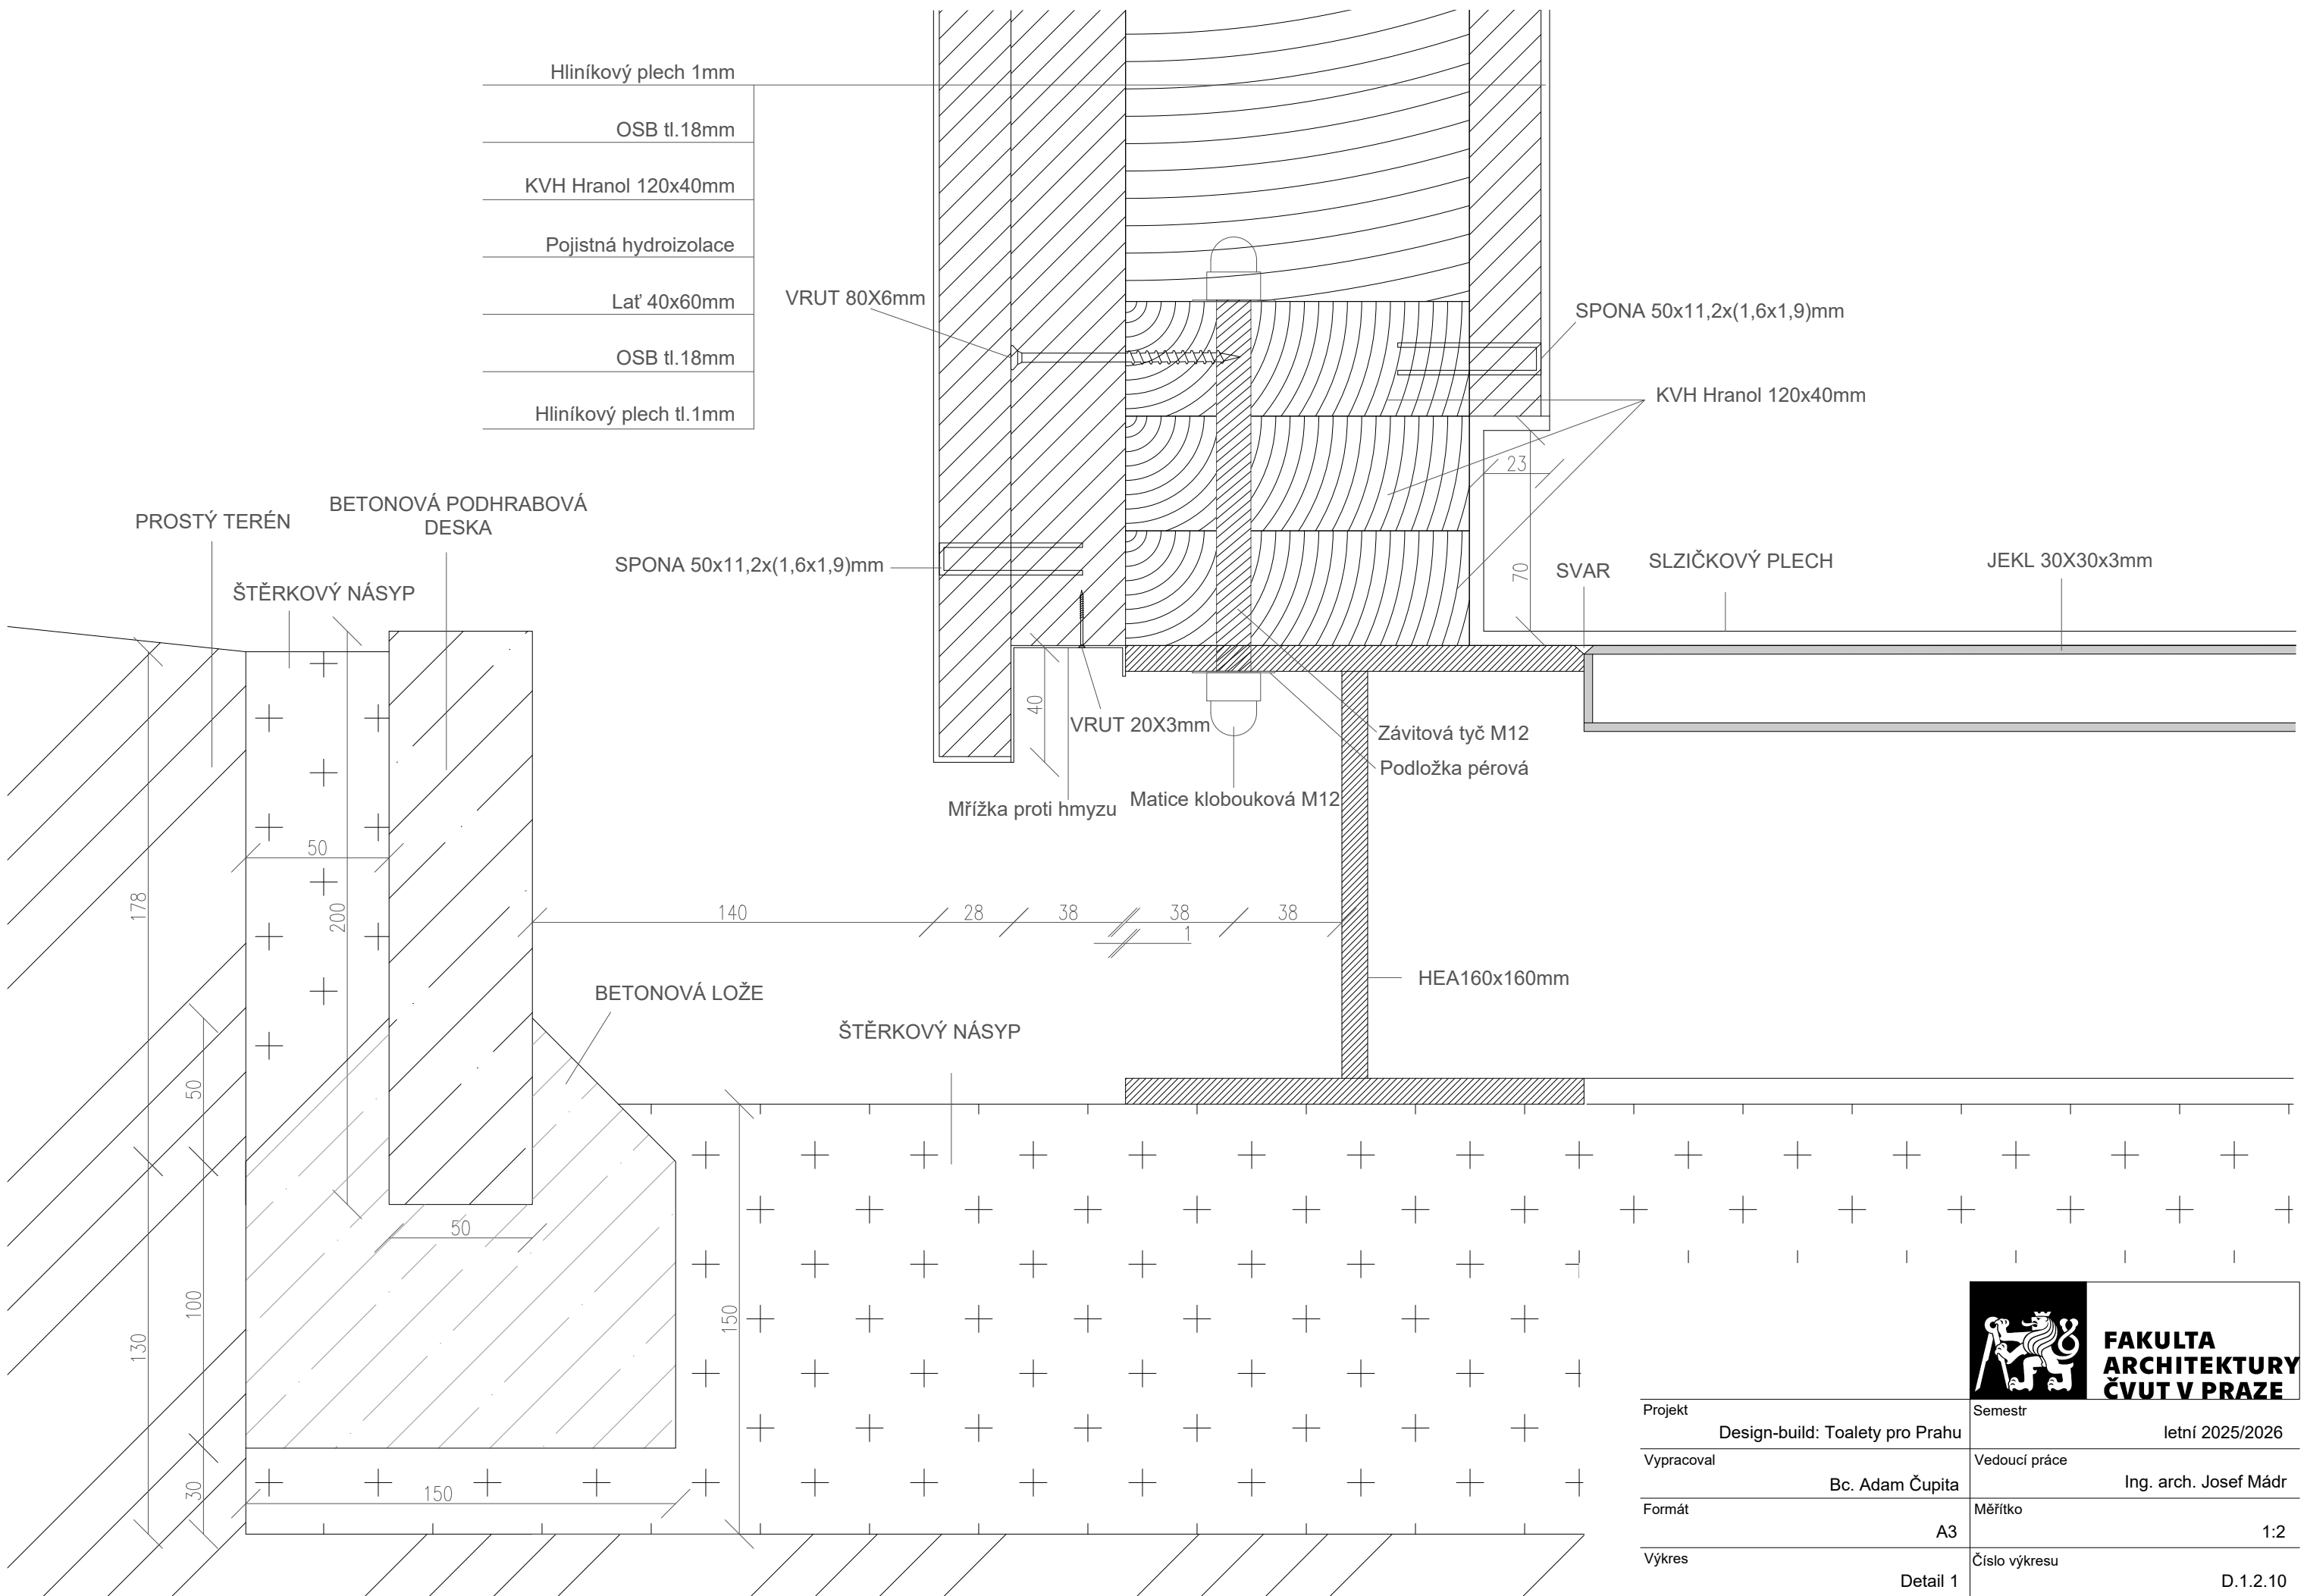 Hliníkový plech 1mm
OSB tl.18mm
KVH Hranol 120x40mm
Pojistná hydroizolace
Lať 40x60mm
OSB tl.18mm
Hliníkový plech tl.1mm
VRUT 80X6mm
SPONA 50x11,2x(1,6x1,9)mm
KVH Hranol 120x40mm
23
70
PROSTÝ TERÉN
BETONOVÁ PODHRABOVÁ
DESKA
ŠTĚRKOVÝ NÁSYP
SPONA 50x11,2x(1,6x1,9)mm
SVAR
SLZIČKOVÝ PLECH
JEKL 30X30x3mm
40
VRUT 20X3mm
Mřížka proti hmyzu
Matice klobouková M12
Závitová tyč M12
Podložka pérová
50
178
200
140
28
38
38
38
1
HEA160x160mm
BETONOVÁ LOŽE
ŠTĚRKOVÝ NÁSYP
50
50
100
130
150
30
150
FAKULTA
ARCHITEKTURY
ČVUT V PRAZE
Projekt
Design-build: Toalety pro Prahu
Semestr
letní 2025/2026
Vypracoval
Bc. Adam Čupita
Vedoucí práce
Ing. arch. Josef Mádr
Formát
A3
Měřítko
1:2
Výkres
Detail 1
Číslo výkresu
D.1.2.10